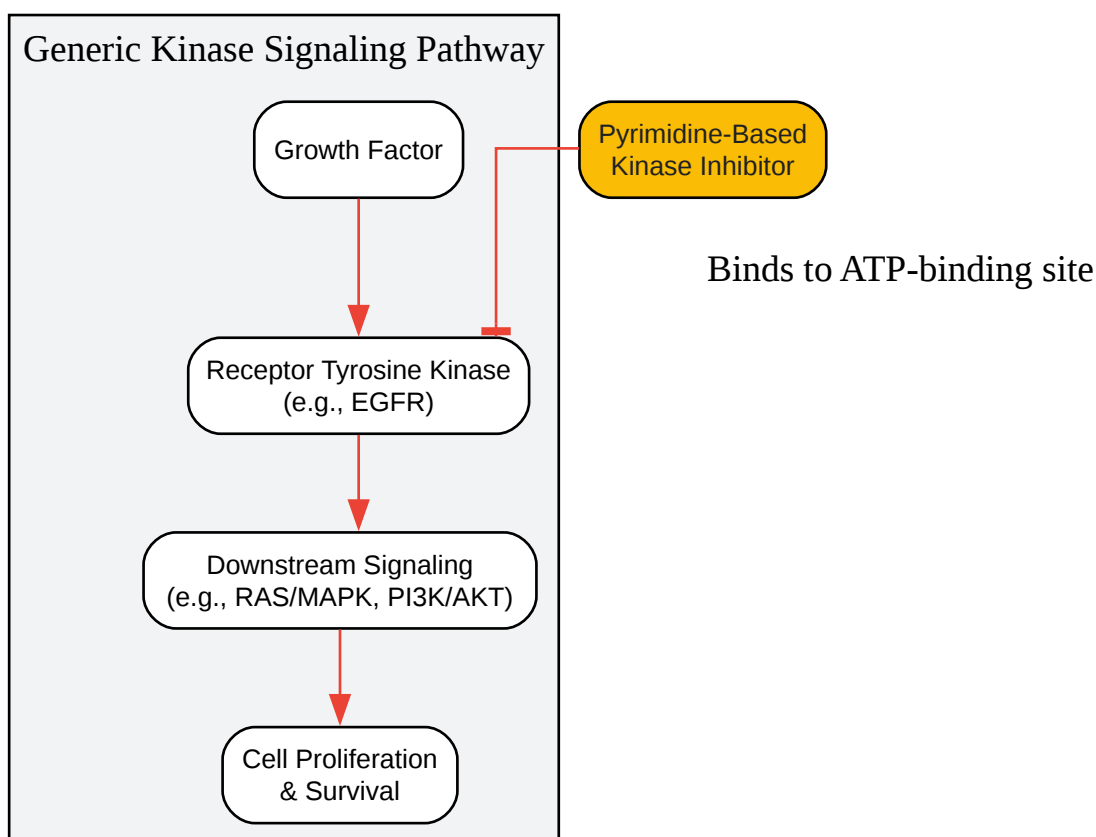 Generic Kinase Signaling Pathway
Growth Factor
Pyrimidine-Based
Kinase Inhibitor
Binds to ATP-binding site
Receptor Tyrosine Kinase
(e.g., EGFR)
Downstream Signaling
(e.g., RAS/MAPK, PI3K/AKT)
Cell Proliferation
& Survival